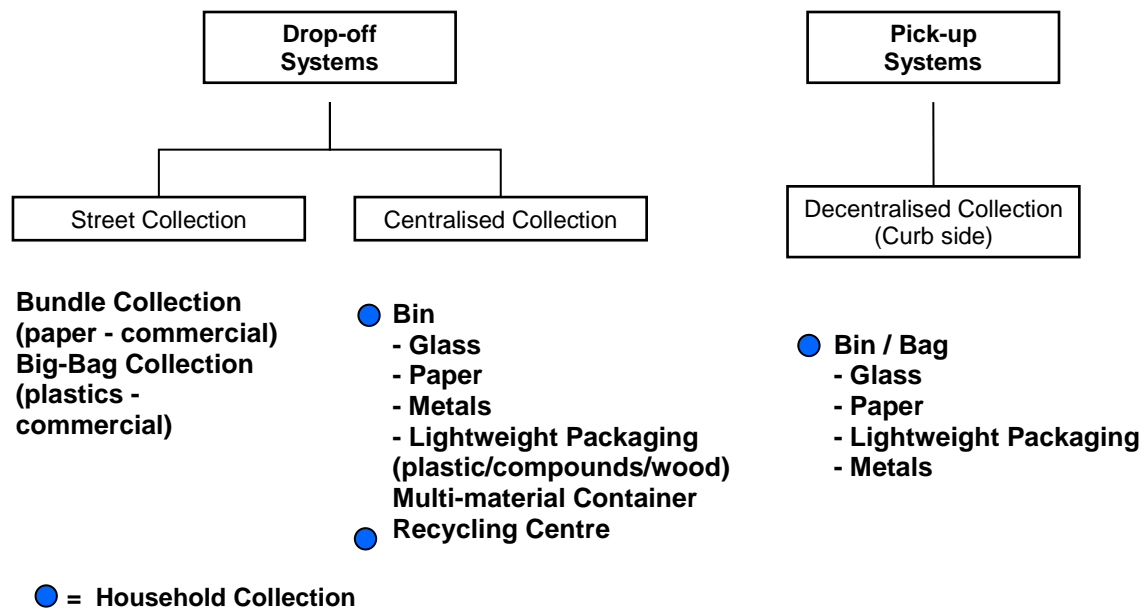 Drop-off
Systems
Pick-up
Systems
Street Collection
Centralised Collection
Decentralised Collection
(Curb side)
Bundle Collection
(paper - commercial)
Big-Bag Collection
(plastics -
commercial)
Bin
- Glass
- Paper
- Metals
- Lightweight Packaging
(plastic/compounds/wood)
Multi-material Container
Recycling Centre
Bin / Bag
- Glass
- Paper
- Lightweight Packaging
- Metals
= Household Collection